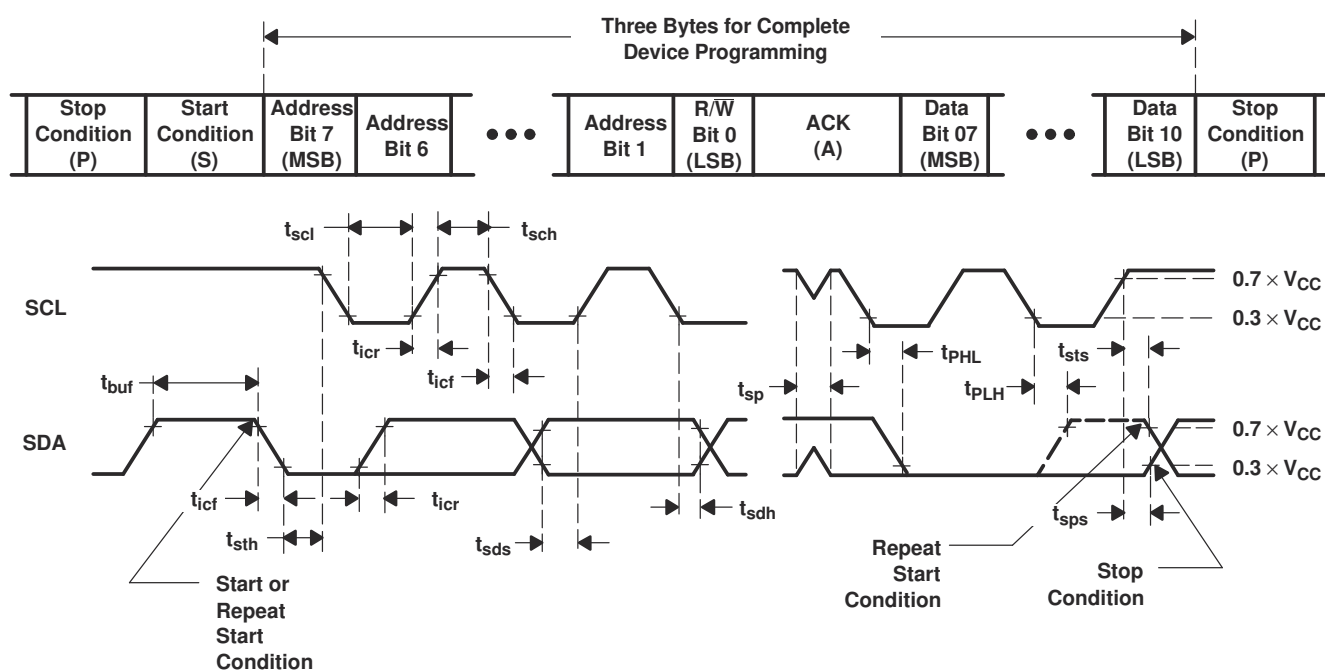 Three Bytes for Complete
Device Programming
Stop
Condition
(P)
Start
Condition
(S)
Address
Bit 7
(MSB)
Address
Bit 6
•••
Address
Bit 1
R/W̅
Bit 0
(LSB)
ACK
(A)
Data
Bit 07
(MSB)
•••
Data
Bit 10
(LSB)
Stop
Condition
(P)
tscl
tsch
SCL
0.7 × VCC
0.3 × VCC
ticr
ticf
tbuf
tsp
tPHL
tPLH
tsts
SDA
0.7 × VCC
0.3 × VCC
ticf
ticr
tsth
tsds
tsdh
tsps
Start or
Repeat
Start
Condition
Repeat
Start
Condition
Stop
Condition